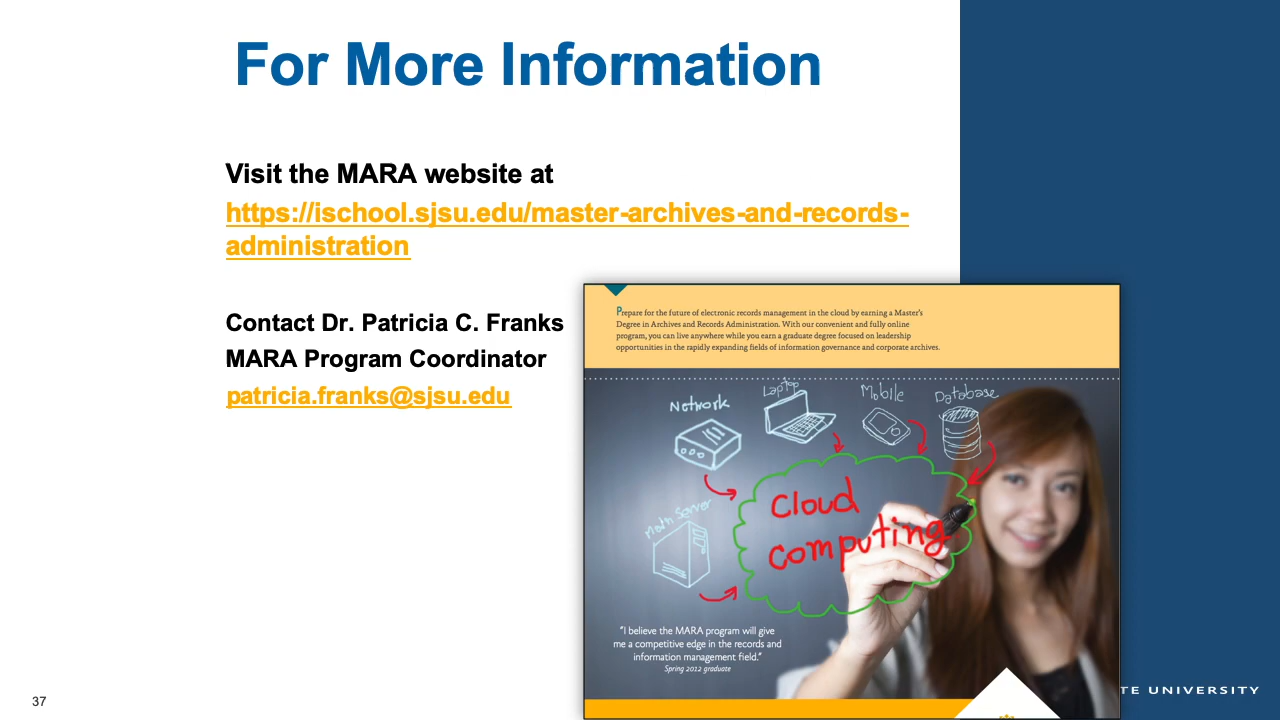 For More Information
Visit the MARA website at
https://ischool.sjsu.edu/master-archives-and-records-
administration
Contact Dr. Patricia C. Franks
MARA Program Coordinator
patricia.franks@sjsu.edu
Prepare for the future of electronic records management in the cloud by earning a Master's
Degree in Archives and Records Administration. With our convenient and fully online
program, you can live anywhere while you earn a graduate degree focused on leadership
opportunities in the rapidly expanding fields of information governance and corporate archives.
Network
Laptop
Mobile
Database
Cloud
computing
Server
"I believe the MARA program will give
me a competitive edge in the records and
information management field."
Spring 2012 graduate
TE UNIVERSITY
37